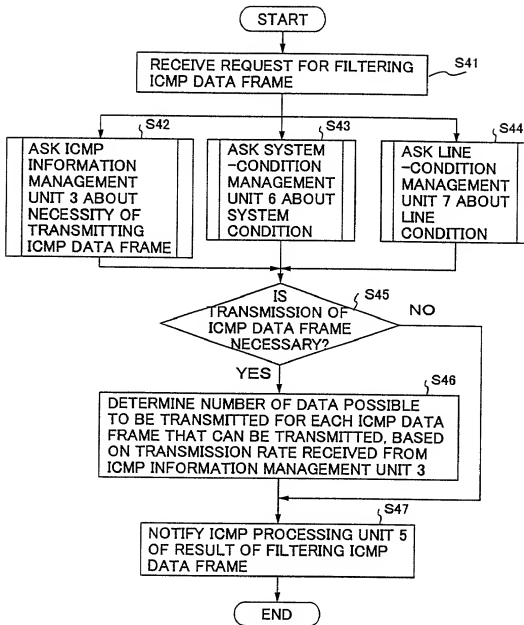 START
RECEIVE REQUEST FOR FILTERING
ICMP DATA FRAME
S41
S42
ASK ICMP
INFORMATION
MANAGEMENT
UNIT 3 ABOUT
NECESSITY OF
TRANSMITTING
ICMP DATA FRAME
S43
ASK SYSTEM
-CONDITION
MANAGEMENT
UNIT 6 ABOUT
SYSTEM
CONDITION
S44
ASK LINE
-CONDITION
MANAGEMENT
UNIT 7 ABOUT
LINE
CONDITION
S45
IS
TRANSMISSION OF
ICMP DATA FRAME
NECESSARY?
NO
YES
S46
DETERMINE NUMBER OF DATA POSSIBLE
TO BE TRANSMITTED FOR EACH ICMP DATA
FRAME THAT CAN BE TRANSMITTED, BASED
ON TRANSMISSION RATE RECEIVED FROM
ICMP INFORMATION MANAGEMENT UNIT 3
S47
NOTIFY ICMP PROCESSING UNIT 5
OF RESULT OF FILTERING ICMP
DATA FRAME
END